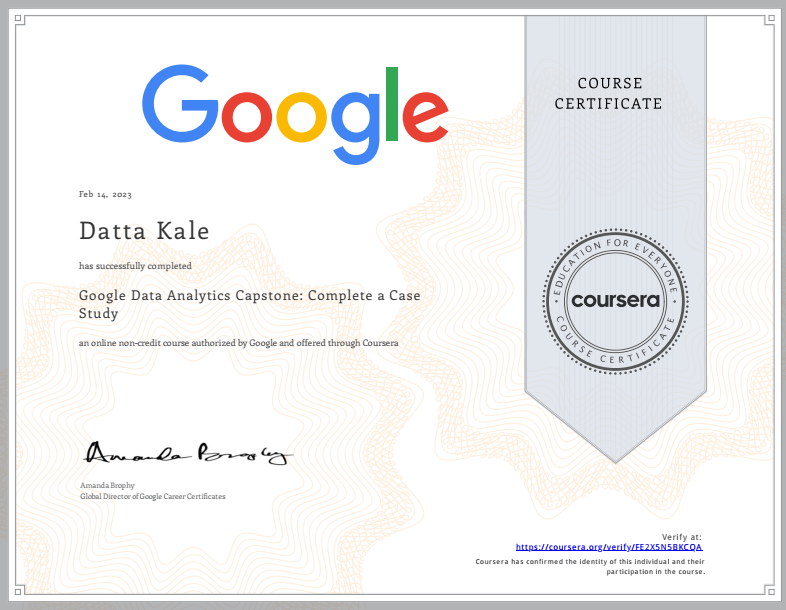 Google
COURSE
CERTIFICATE
Feb 14, 2023
Datta Kale
has successfully completed
Google Data Analytics Capstone: Complete a Case
Study
an online non-credit course authorized by Google and offered through Coursera
EDUCATION FOR EVERYONE
coursera
COURSE CERTIFICATE
Amanda Brophy
Amanda Brophy
Global Director of Google Career Certificates
Verify at:
https://coursera.org/verify/FE2X5N5BKCQA
Coursera has confirmed the identity of this individual and their
participation in the course.